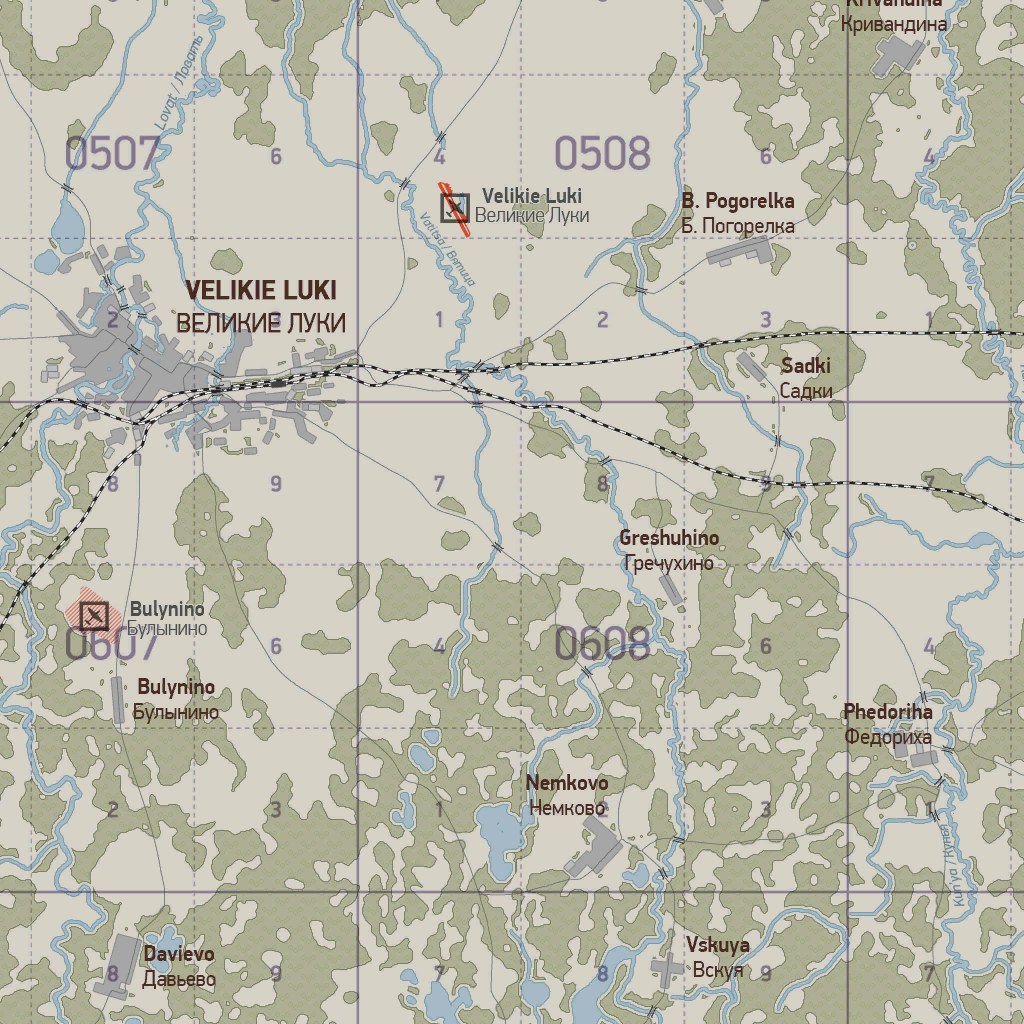 Krivandina
Кривандина
Lovat / Ловать
0507
6
4
0508
6
4
Velikie Luki
Великие Луки
B. Pogorelka
Б. Погорелка
Vatitsa / Вятица
VELIKIE LUKI
ВЕЛИКИЕ ЛУКИ
2
3
1
2
3
1
Sadki
Садки
8
9
7
8
9
7
Greshuhino
Гречухино
Bulynino
Булынино
0607
6
4
0608
6
4
Bulynino
Булынино
Phedoriha
Федориха
Nemkovo
Немково
2
3
1
2
3
1
Kunya / Кунья
Davievo
Давьево
Vskuya
Вскуя
8
9
7
8
9
7